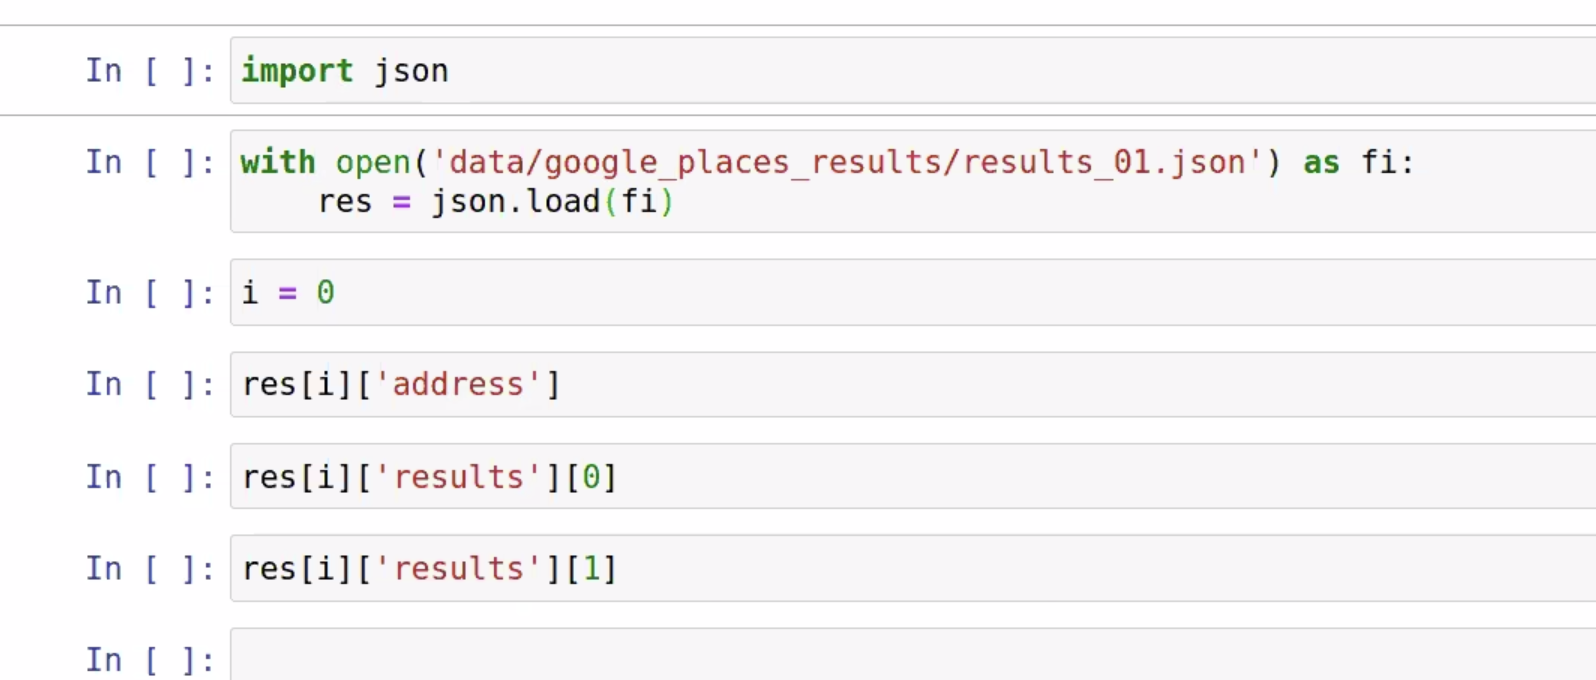 In [ ]: import json
In [ ]: with open('data/google_places_results/results_01.json') as fi:
    res = json.load(fi)
In [ ]: i = 0
In [ ]: res[i]['address']
In [ ]: res[i]['results'][0]
In [ ]: res[i]['results'][1]
In [ ]: